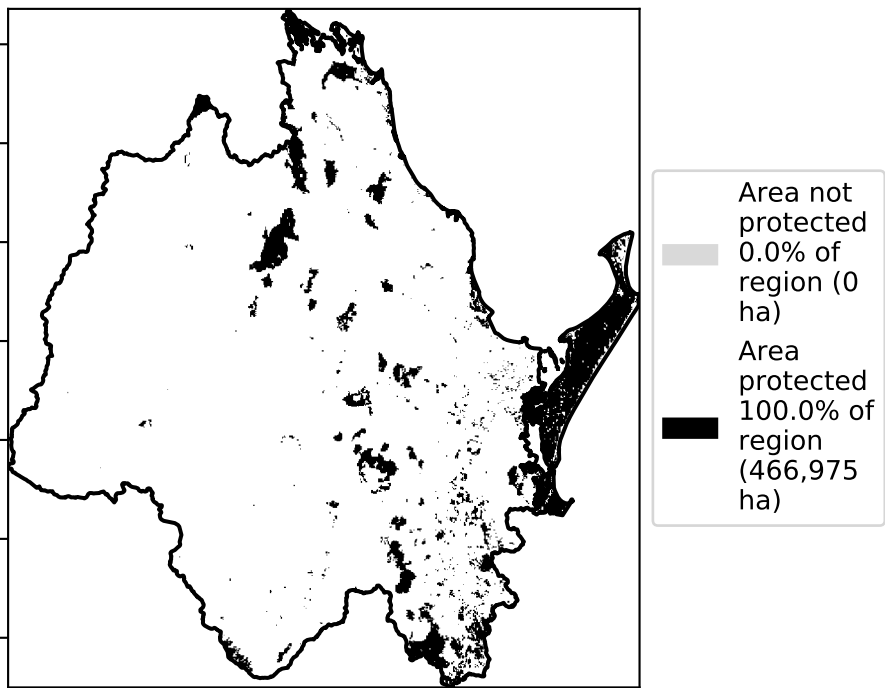 Area not
protected
0.0% of
region (0
ha)
Area
protected
100.0% of
region
(466,975
ha)